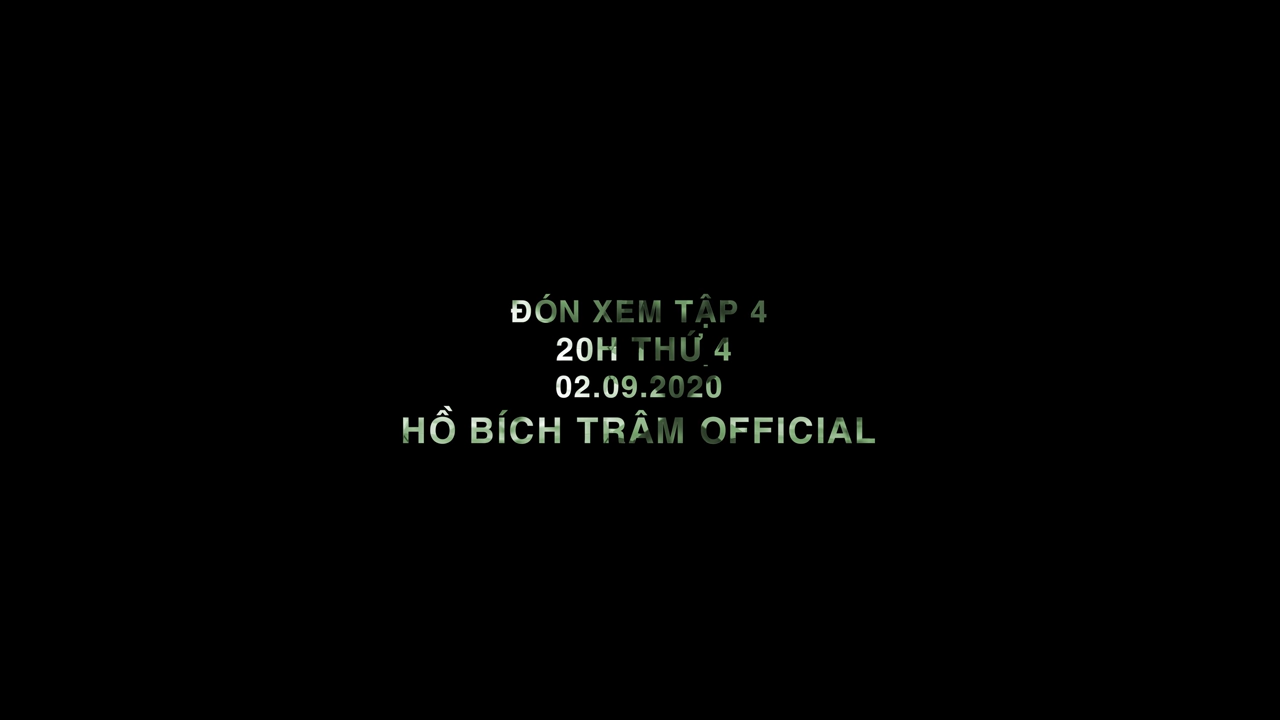 ĐÓN XEM TẬP 4
20H THỨ 4
02.09.2020
HỒ BÍCH TRÂM OFFICIAL